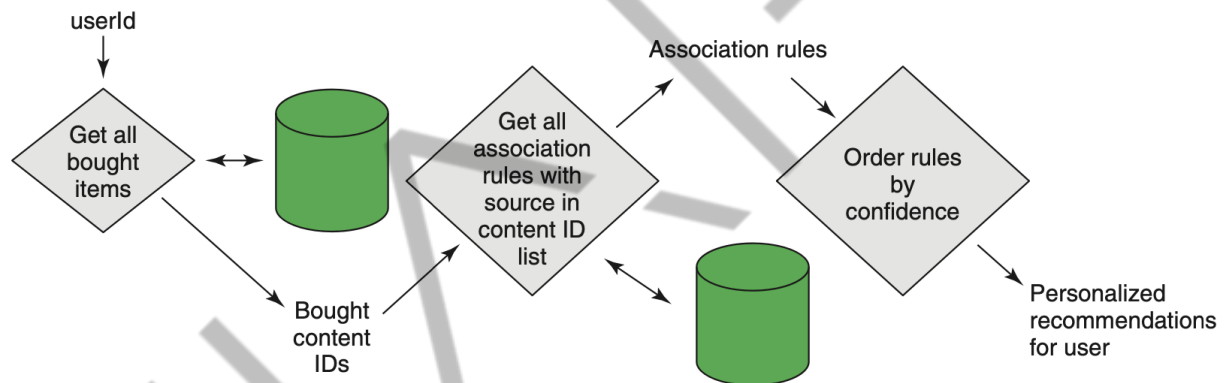 userId
Get all
bought
items
Bought
content
IDs
Get all
association
rules with
source in
content ID
list
Association rules
Order rules
by
confidence
Personalized
recommendations
for user